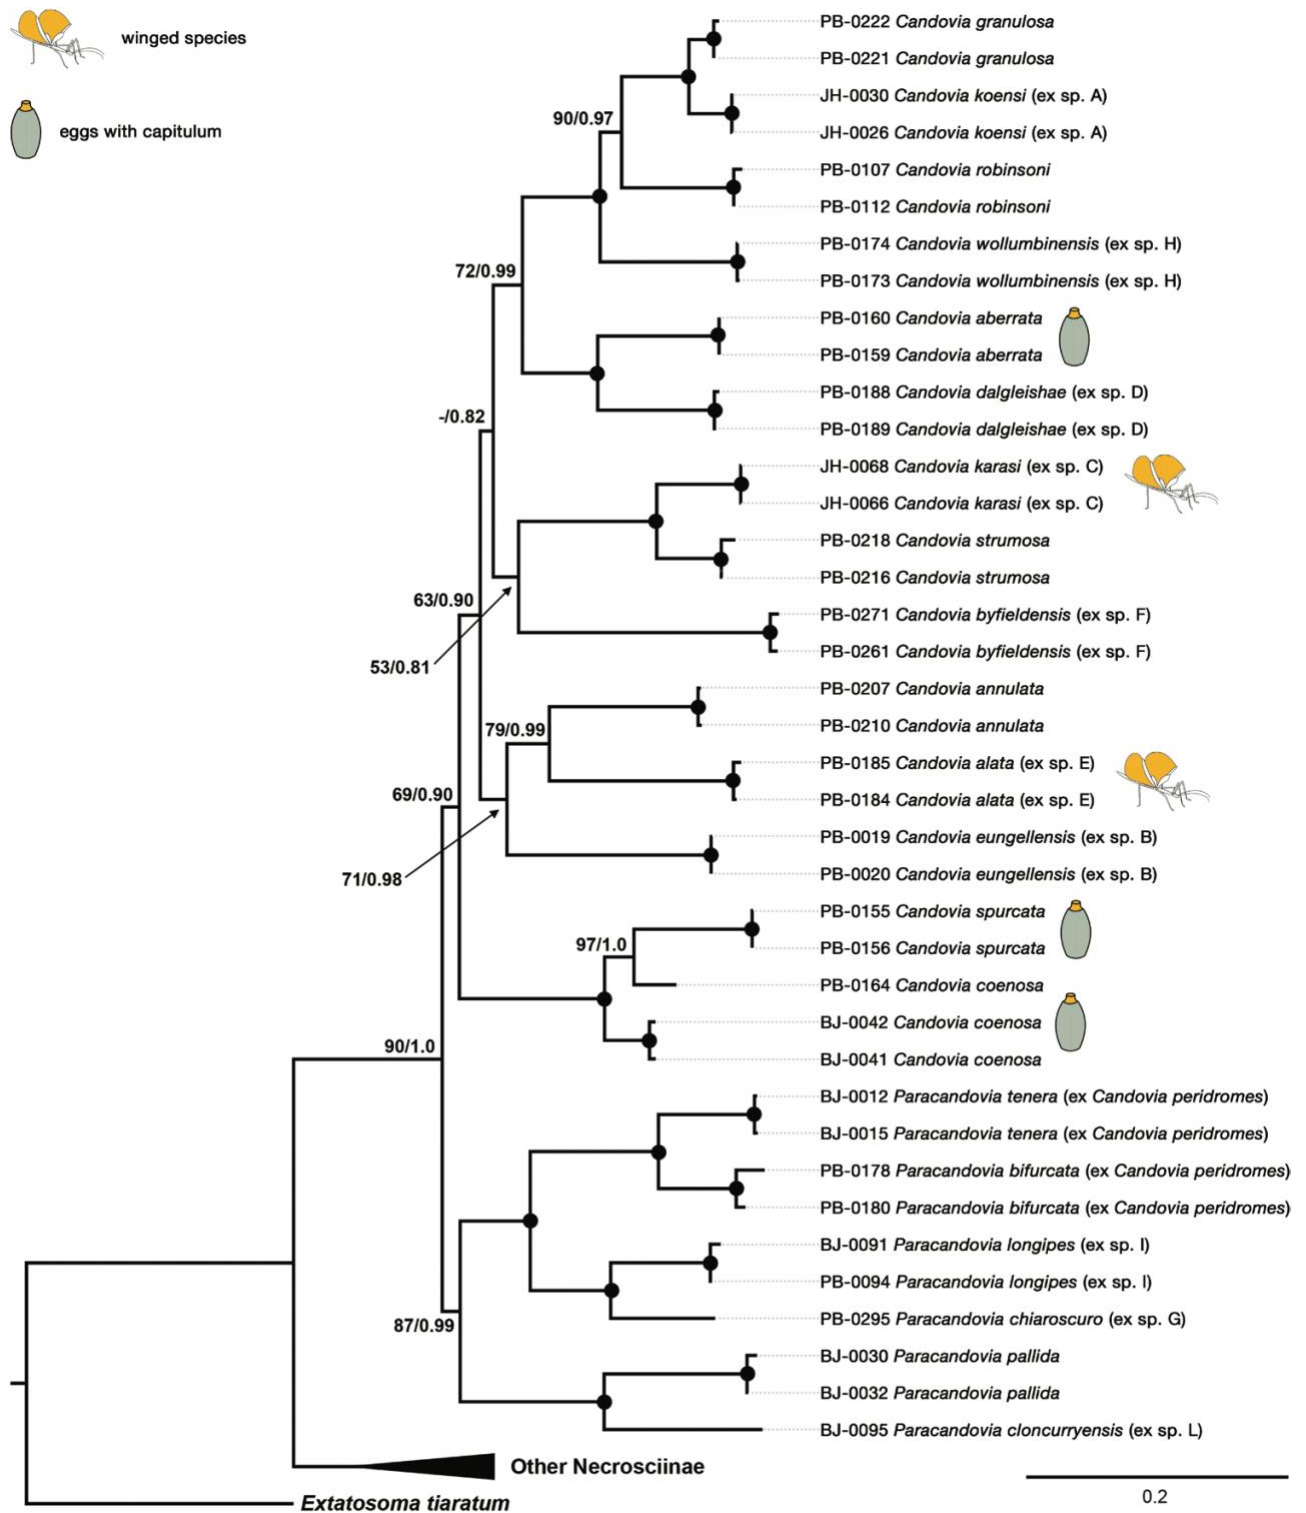 winged species
eggs with capitulum
PB-0222 Candovia granulosa
PB-0221 Candovia granulosa
JH-0030 Candovia koensi (ex sp. A)
90/0.97
JH-0026 Candovia koensi (ex sp. A)
PB-0107 Candovia robinsoni
PB-0112 Candovia robinsoni
PB-0174 Candovia wollumbinensis (ex sp. H)
72/0.99
PB-0173 Candovia wollumbinensis (ex sp. H)
PB-0160 Candovia aberrata
PB-0159 Candovia aberrata
PB-0188 Candovia dalgleishae (ex sp. D)
-/0.82
PB-0189 Candovia dalgleishae (ex sp. D)
JH-0068 Candovia karasi (ex sp. C)
JH-0066 Candovia karasi (ex sp. C)
PB-0218 Candovia strumosa
PB-0216 Candovia strumosa
63/0.90
PB-0271 Candovia byfieldensis (ex sp. F)
PB-0261 Candovia byfieldensis (ex sp. F)
53/0.81
PB-0207 Candovia annulata
PB-0210 Candovia annulata
79/0.99
PB-0185 Candovia alata (ex sp. E)
69/0.90
PB-0184 Candovia alata (ex sp. E)
PB-0019 Candovia eungellensis (ex sp. B)
PB-0020 Candovia eungellensis (ex sp. B)
71/0.98
PB-0155 Candovia spurcata
97/1.0
PB-0156 Candovia spurcata
PB-0164 Candovia coenosa
BJ-0042 Candovia coenosa
90/1.0
BJ-0041 Candovia coenosa
BJ-0012 Paracandovia tenera (ex Candovia peridromes)
BJ-0015 Paracandovia tenera (ex Candovia peridromes)
PB-0178 Paracandovia bifurcata (ex Candovia peridromes)
PB-0180 Paracandovia bifurcata (ex Candovia peridromes)
BJ-0091 Paracandovia longipes (ex sp. I)
PB-0094 Paracandovia longipes (ex sp. I)
PB-0295 Paracandovia chiaroscuro (ex sp. G)
87/0.99
BJ-0030 Paracandovia pallida
BJ-0032 Paracandovia pallida
BJ-0095 Paracandovia cloncurryensis (ex sp. L)
Other Necrosciinae
0.2
Extatosoma tiaratum